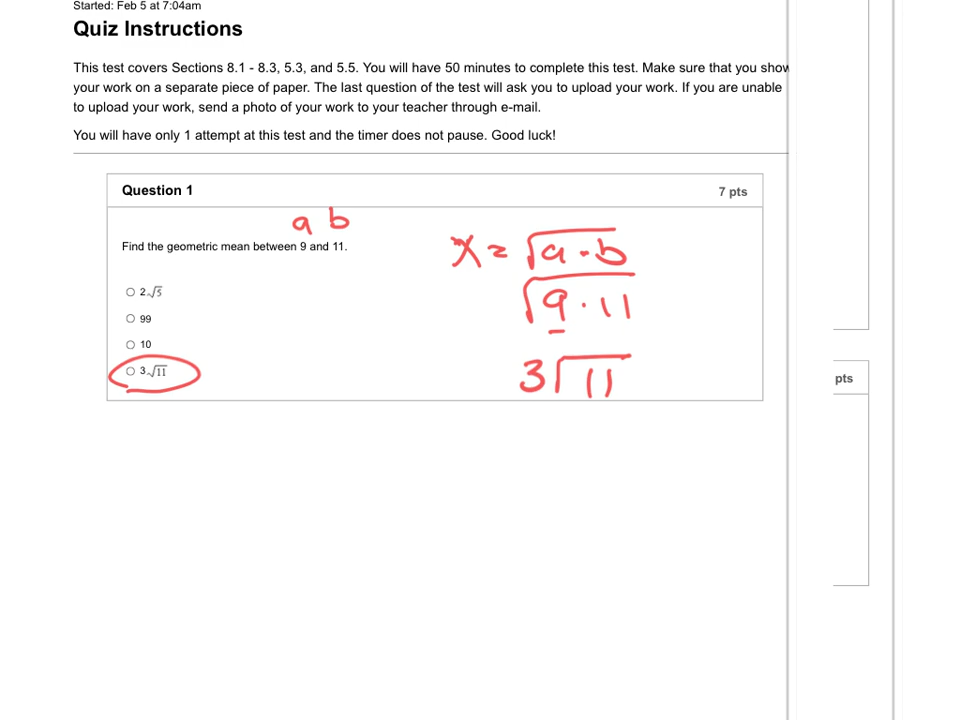 Started: Feb 5 at 7:04am
Quiz Instructions
This test covers Sections 8.1 - 8.3, 5.3, and 5.5. You will have 50 minutes to complete this test. Make sure that you show
your work on a separate piece of paper. The last question of the test will ask you to upload your work. If you are unable
to upload your work, send a photo of your work to your teacher through e-mail.
You will have only 1 attempt at this test and the timer does not pause. Good luck!
Question 1
7 pts
a b
Find the geometric mean between 9 and 11.
x = √a · b
√9 · 11
3√11
2√5
99
10
3√11
pts